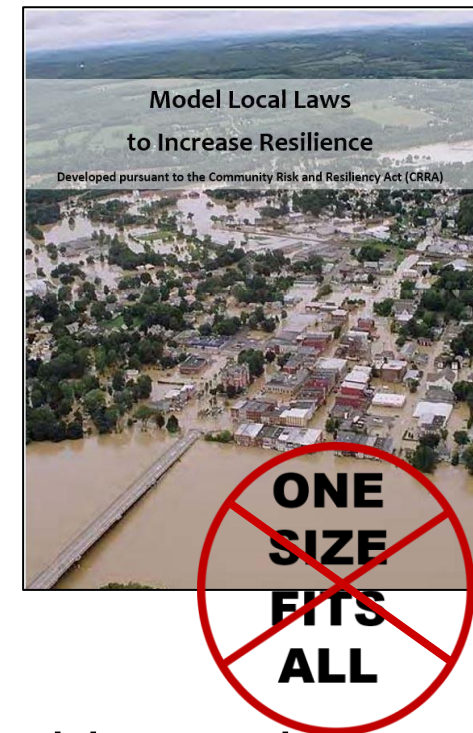 Model Local Laws
to Increase Resilience
Developed pursuant to the Community Risk and Resiliency Act (CRRA)
ONE
SIZE
FITS
ALL